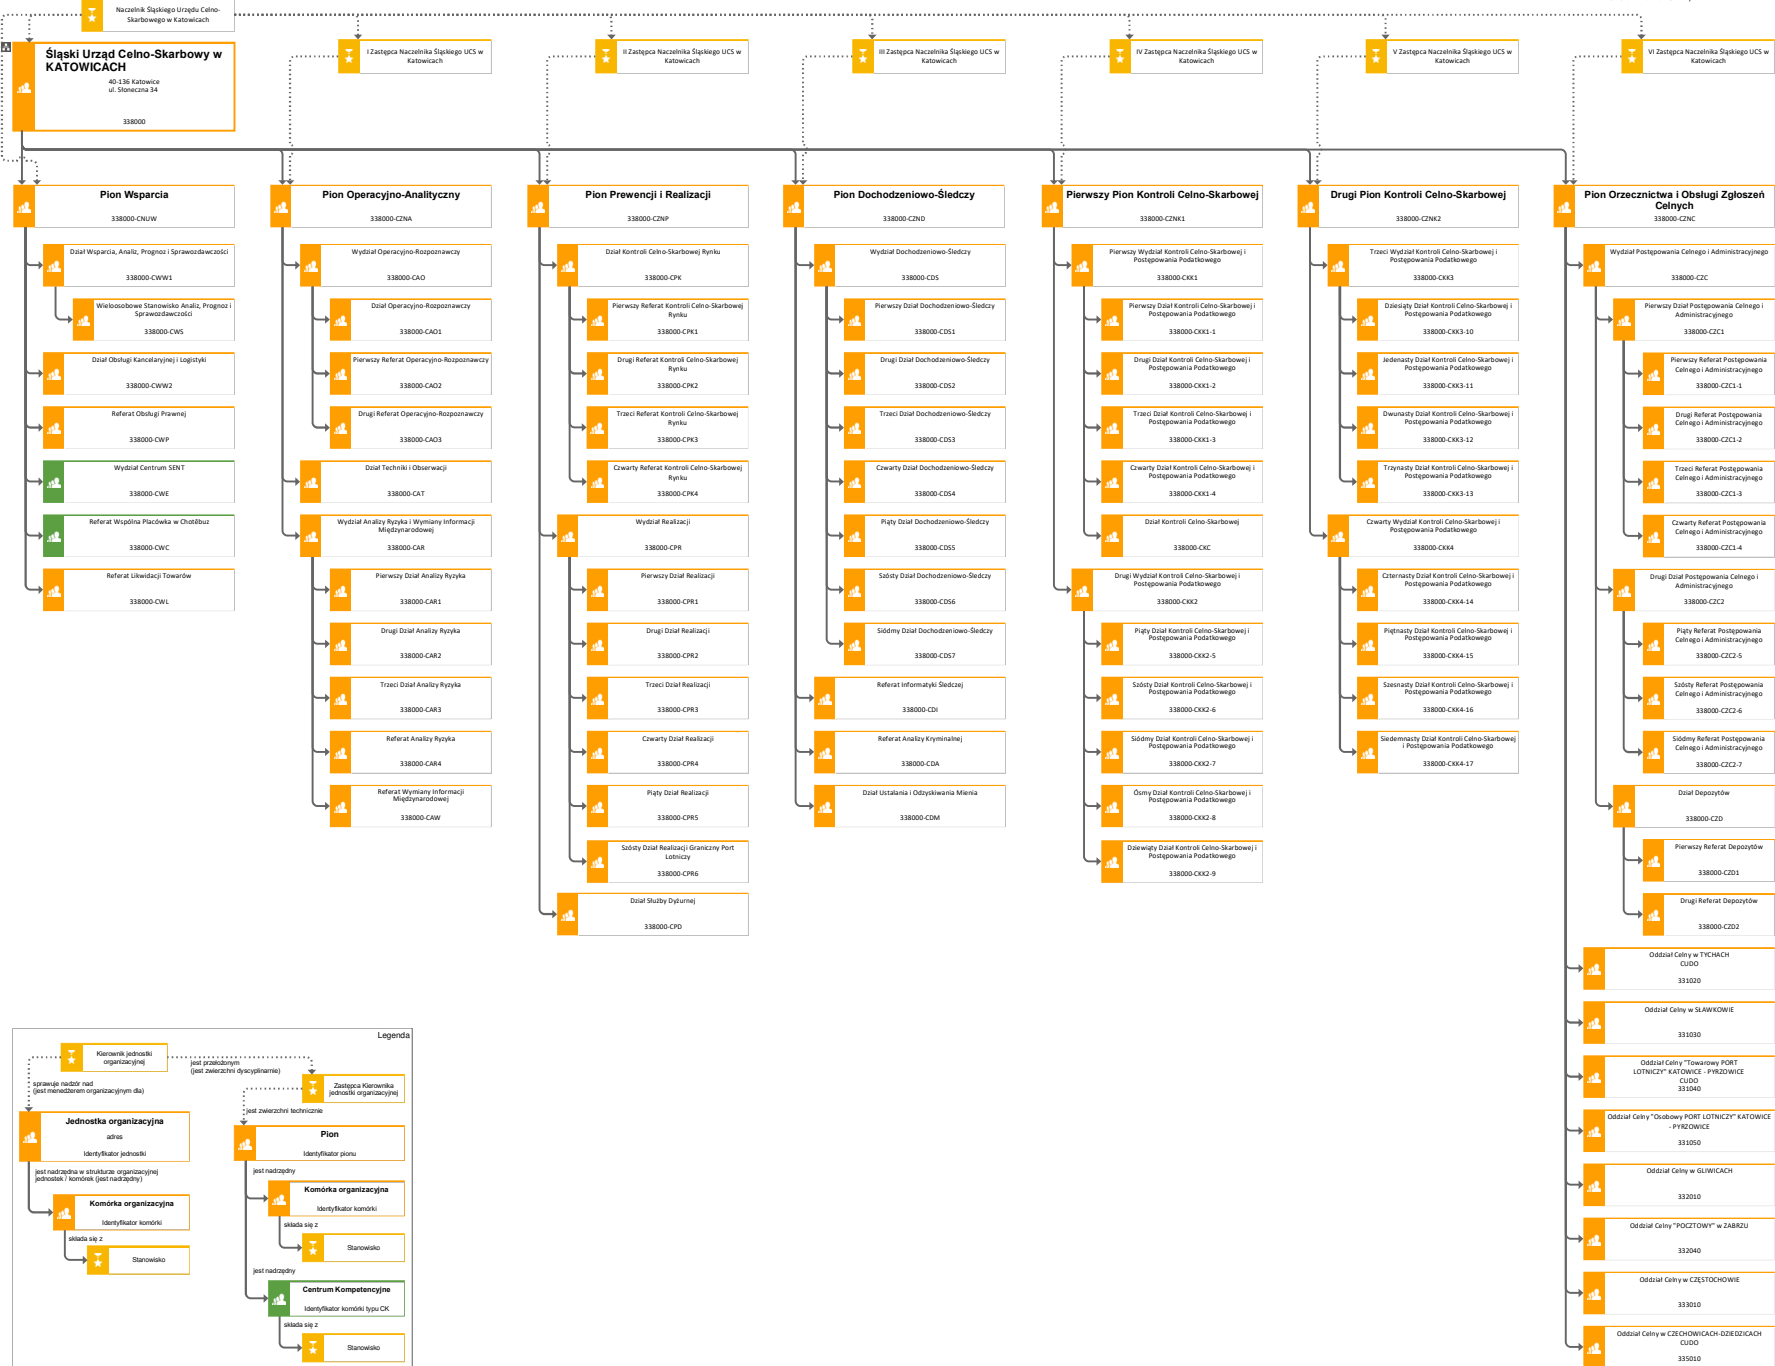 Naczelnik Śląskiego Urzędu Celno-
Skarbowego w Katowicach
Śląski Urząd Celno-Skarbowy w
KATOWICACH
40-136 Katowice
ul. Słoneczna 34
338000
I Zastępca Naczelnika Śląskiego UCS w
Katowicach
II Zastępca Naczelnika Śląskiego UCS w
Katowicach
III Zastępca Naczelnika Śląskiego UCS w
Katowicach
IV Zastępca Naczelnika Śląskiego UCS w
Katowicach
V Zastępca Naczelnika Śląskiego UCS w
Katowicach
VI Zastępca Naczelnika Śląskiego UCS w
Katowicach
Pion Wsparcia
338000-CNUW
Dział Wsparcia, Analiz, Prognoz i Sprawozdawczości
338000-CWW1
Wieloosobowe Stanowisko Analiz, Prognoz i
Sprawozdawczości
338000-CWS
Dział Obsługi Kancelaryjnej i Logistyki
338000-CWW2
Referat Obsługi Prawnej
338000-CWP
Wydział Centrum SENT
338000-CWE
Referat Wspólna Placówka w Chotěbuz
338000-CWC
Referat Likwidacji Towarów
338000-CWL
Pion Operacyjno-Analityczny
338000-CZNA
Wydział Operacyjno-Rozpoznawczy
338000-CAO
Dział Operacyjno-Rozpoznawczy
338000-CAO1
Pierwszy Referat Operacyjno-Rozpoznawczy
338000-CAO2
Drugi Referat Operacyjno-Rozpoznawczy
338000-CAO3
Dział Techniki i Obserwacji
338000-CAT
Wydział Analizy Ryzyka i Wymiany Informacji
Międzynarodowej
338000-CAR
Pierwszy Dział Analizy Ryzyka
338000-CAR1
Drugi Dział Analizy Ryzyka
338000-CAR2
Trzeci Dział Analizy Ryzyka
338000-CAR3
Referat Analizy Ryzyka
338000-CAR4
Referat Wymiany Informacji
Międzynarodowej
338000-CAW
Pion Prewencji i Realizacji
338000-CZNP
Dział Kontroli Celno-Skarbowej Rynku
338000-CPK
Pierwszy Referat Kontroli Celno-Skarbowej
Rynku
338000-CPK1
Drugi Referat Kontroli Celno-Skarbowej
Rynku
338000-CPK2
Trzeci Referat Kontroli Celno-Skarbowej
Rynku
338000-CPK3
Czwarty Referat Kontroli Celno-Skarbowej
Rynku
338000-CPK4
Wydział Realizacji
338000-CPR
Pierwszy Dział Realizacji
338000-CPR1
Drugi Dział Realizacji
338000-CPR2
Trzeci Dział Realizacji
338000-CPR3
Czwarty Dział Realizacji
338000-CPR4
Piąty Dział Realizacji
338000-CPR5
Szósty Dział Realizacji Graniczny Port
Lotniczy
338000-CPR6
Dział Służby Dyżurnej
338000-CPD
Pion Dochodzeniowo-Śledczy
338000-CZND
Wydział Dochodzeniowo-Śledczy
338000-CDS
Pierwszy Dział Dochodzeniowo-Śledczy
338000-CDS1
Drugi Dział Dochodzeniowo-Śledczy
338000-CDS2
Trzeci Dział Dochodzeniowo-Śledczy
338000-CDS3
Czwarty Dział Dochodzeniowo-Śledczy
338000-CDS4
Piąty Dział Dochodzeniowo-Śledczy
338000-CDS5
Szósty Dział Dochodzeniowo-Śledczy
338000-CDS6
Siódmy Dział Dochodzeniowo-Śledczy
338000-CDS7
Referat Informatyki Śledczej
338000-CDI
Referat Analizy Kryminalnej
338000-CDA
Dział Ustalania i Odzyskiwania Mienia
338000-CDM
Pierwszy Pion Kontroli Celno-Skarbowej
338000-CZNK1
Pierwszy Wydział Kontroli Celno-Skarbowej i
Postępowania Podatkowego
338000-CKK1
Pierwszy Dział Kontroli Celno-Skarbowej i
Postępowania Podatkowego
338000-CKK1-1
Drugi Dział Kontroli Celno-Skarbowej i
Postępowania Podatkowego
338000-CKK1-2
Trzeci Dział Kontroli Celno-Skarbowej i
Postępowania Podatkowego
338000-CKK1-3
Czwarty Dział Kontroli Celno-Skarbowej i
Postępowania Podatkowego
338000-CKK1-4
Dział Kontroli Celno-Skarbowej
338000-CKC
Drugi Wydział Kontroli Celno-Skarbowej i
Postępowania Podatkowego
338000-CKK2
Piąty Dział Kontroli Celno-Skarbowej i
Postępowania Podatkowego
338000-CKK2-5
Szósty Dział Kontroli Celno-Skarbowej i
Postępowania Podatkowego
338000-CKK2-6
Siódmy Dział Kontroli Celno-Skarbowej i
Postępowania Podatkowego
338000-CKK2-7
Ósmy Dział Kontroli Celno-Skarbowej i
Postępowania Podatkowego
338000-CKK2-8
Dziewiąty Dział Kontroli Celno-Skarbowej i
Postępowania Podatkowego
338000-CKK2-9
Drugi Pion Kontroli Celno-Skarbowej
338000-CZNK2
Trzeci Wydział Kontroli Celno-Skarbowej i
Postępowania Podatkowego
338000-CKK3
Dziesiąty Dział Kontroli Celno-Skarbowej i
Postępowania Podatkowego
338000-CKK3-10
Jedenasty Dział Kontroli Celno-Skarbowej i
Postępowania Podatkowego
338000-CKK3-11
Dwunasty Dział Kontroli Celno-Skarbowej i
Postępowania Podatkowego
338000-CKK3-12
Trzynasty Dział Kontroli Celno-Skarbowej i
Postępowania Podatkowego
338000-CKK3-13
Czwarty Wydział Kontroli Celno-Skarbowej i
Postępowania Podatkowego
338000-CKK4
Czternasty Dział Kontroli Celno-Skarbowej i
Postępowania Podatkowego
338000-CKK4-14
Piętnasty Dział Kontroli Celno-Skarbowej i
Postępowania Podatkowego
338000-CKK4-15
Szesnasty Dział Kontroli Celno-Skarbowej i
Postępowania Podatkowego
338000-CKK4-16
Siedemnasty Dział Kontroli Celno-Skarbowej
i Postępowania Podatkowego
338000-CKK4-17
Pion Orzecznictwa i Obsługi Zgłoszeń
Celnych
338000-CZNC
Wydział Postępowania Celnego i Administracyjnego
338000-CZC
Pierwszy Dział Postępowania Celnego i
Administracyjnego
338000-CZC1
Pierwszy Referat Postępowania
Celnego i Administracyjnego
338000-CZC1-1
Drugi Referat Postępowania
Celnego i Administracyjnego
338000-CZC1-2
Trzeci Referat Postępowania
Celnego i Administracyjnego
338000-CZC1-3
Czwarty Referat Postępowania
Celnego i Administracyjnego
338000-CZC1-4
Drugi Dział Postępowania Celnego i
Administracyjnego
338000-CZC2
Piąty Referat Postępowania
Celnego i Administracyjnego
338000-CZC2-5
Szósty Referat Postępowania
Celnego i Administracyjnego
338000-CZC2-6
Siódmy Referat Postępowania
Celnego i Administracyjnego
338000-CZC2-7
Dział Depozytów
338000-CZD
Pierwszy Referat Depozytów
338000-CZD1
Drugi Referat Depozytów
338000-CZD2
Oddział Celny w TYCHACH
CUDO
331020
Oddział Celny w SŁAWKOWIE
331030
Oddział Celny "Towarowy PORT
LOTNICZY" KATOWICE - PYRZOWICE
CUDO
331040
Oddział Celny "Osobowy PORT LOTNICZY" KATOWICE
- PYRZOWICE
331050
Oddział Celny w GLIWICACH
332010
Oddział Celny "POCZTOWY" w ZABRZU
332040
Oddział Celny w CZĘSTOCHOWIE
333010
Oddział Celny w CZECHOWICACH-DZIEDZICACH
CUDO
335010
Legenda
Kierownik jednostki
organizacyjnej
jest przełożonym
(jest zwierzchni dyscyplinarnie)
sprawuje nadzór nad
(jest menedżerem organizacyjnym dla)
Zastępca Kierownika
jednostki organizacyjnej
jest zwierzchni technicznie
Jednostka organizacyjna
adres
Identyfikator jednostki
Pion
Identyfikator pionu
jest nadrzędna w strukturze organizacyjnej
jednostek / komórek (jest nadrzędny)
jest nadrzędny
Komórka organizacyjna
Identyfikator komórki
Komórka organizacyjna
Identyfikator komórki
składa się z
Stanowisko
składa się z
Stanowisko
jest nadrzędny
Centrum Kompetencyjne
Identyfikator komórki typu CK
składa się z
Stanowisko